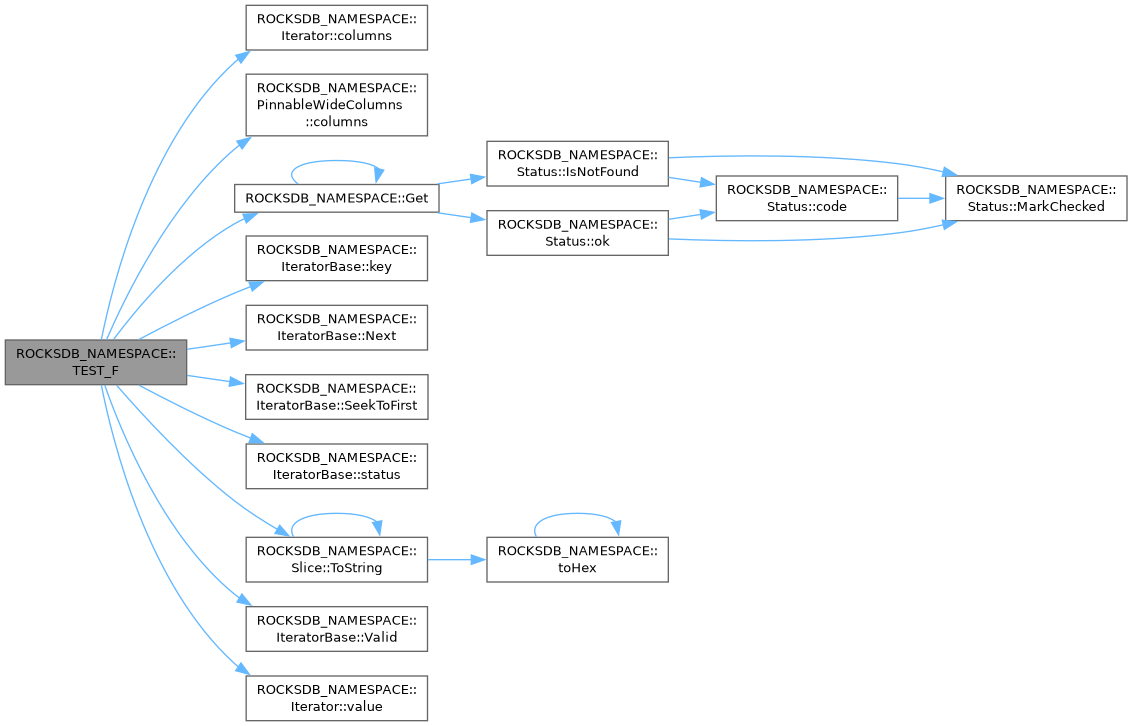 ROCKSDB_NAMESPACE::
Iterator::columns
ROCKSDB_NAMESPACE::
PinnableWideColumns
::columns
ROCKSDB_NAMESPACE::
Status::IsNotFound
ROCKSDB_NAMESPACE::
Status::code
ROCKSDB_NAMESPACE::
Status::MarkChecked
ROCKSDB_NAMESPACE::Get
ROCKSDB_NAMESPACE::
Status::ok
ROCKSDB_NAMESPACE::
IteratorBase::key
ROCKSDB_NAMESPACE::
IteratorBase::Next
ROCKSDB_NAMESPACE::
TEST_F
ROCKSDB_NAMESPACE::
IteratorBase::SeekToFirst
ROCKSDB_NAMESPACE::
IteratorBase::status
ROCKSDB_NAMESPACE::
Slice::ToString
ROCKSDB_NAMESPACE::
toHex
ROCKSDB_NAMESPACE::
IteratorBase::Valid
ROCKSDB_NAMESPACE::
Iterator::value